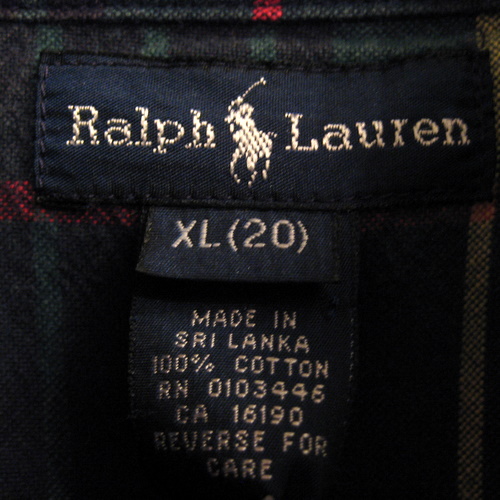 Ralph Lauren
XL (20)
MADE IN
SRI LANKA
100% COTTON
RN 0103446
CA 16190
REVERSE FOR
CARE